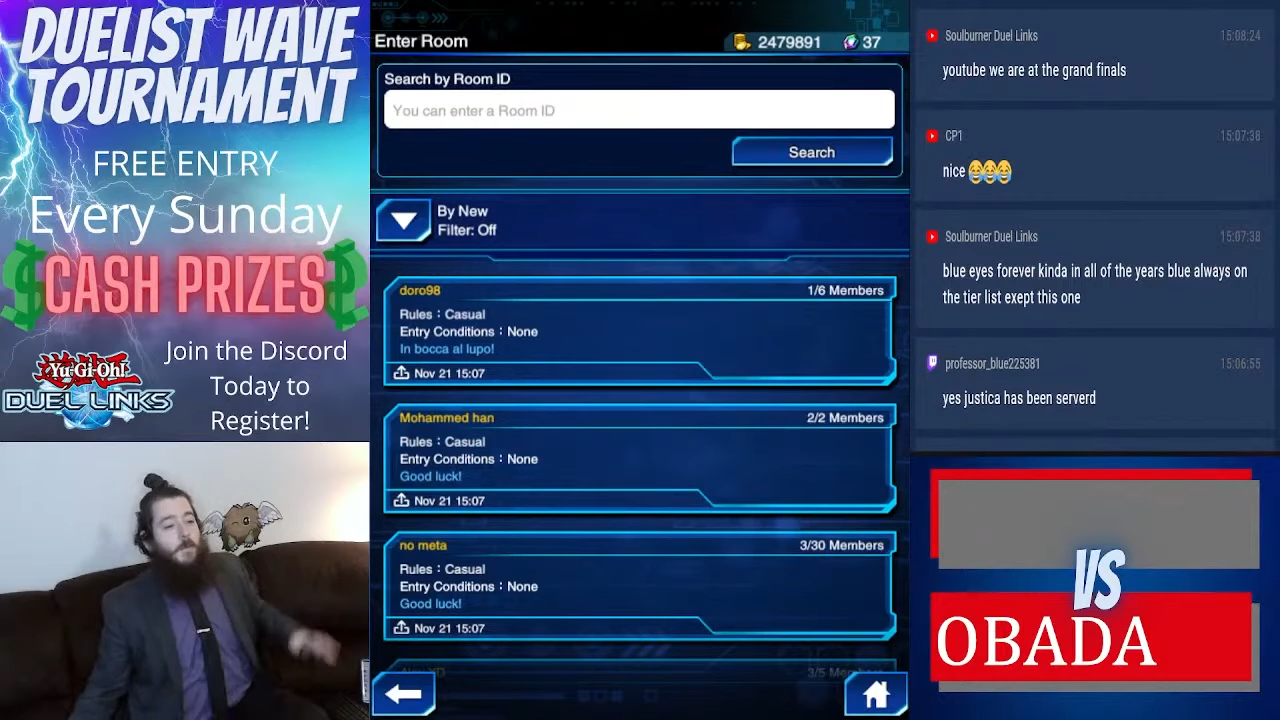 DUELIST WAVE
TOURNAMENT
FREE ENTRY
Every Sunday
$CASH PRIZES$
Yu-Gi-Oh!
DUEL LINKS
Join the Discord
Today to
Register!
Enter Room
2479891
37
Search by Room ID
You can enter a Room ID
Search
By New
Filter: Off
doro98
1/6 Members
Rules : Casual
Entry Conditions : None
In bocca al lupo!
Nov 21 15:07
Mohammed han
2/2 Members
Rules : Casual
Entry Conditions : None
Good luck!
Nov 21 15:07
no meta
3/30 Members
Rules : Casual
Entry Conditions : None
Good luck!
Nov 21 15:07
3/5 Members
Soulburner Duel Links
15:08:24
youtube we are at the grand finals
CP1
15:07:38
nice 😂😂😂
Soulburner Duel Links
15:07:38
blue eyes forever kinda in all of the years blue always on
the tier list exept this one
professor_blue225381
15:06:55
yes justica has been serverd
VS
OBADA